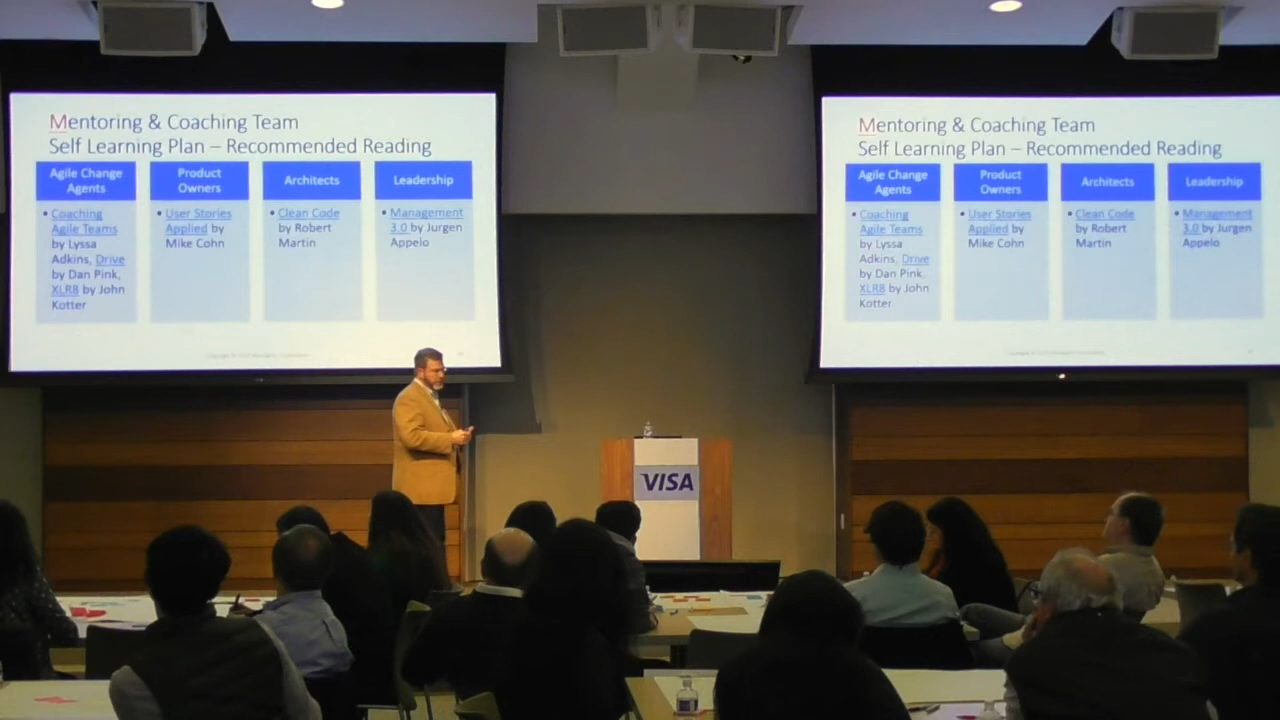 Mentoring & Coaching Team
Self Learning Plan – Recommended Reading
Agile Change
Agents
• Coaching
Agile Teams
by Lyssa
Adkins, Drive
by Dan Pink,
XLR8 by John
Kotter
Product
Owners
• User Stories
Applied by
Mike Cohn
Architects
• Clean Code
by Robert
Martin
Leadership
• Management
3.0 by Jurgen
Appelo
VISA
Mentoring & Coaching Team
Self Learning Plan – Recommended Reading
Agile Change
Agents
• Coaching
Agile Teams
by Lyssa
Adkins, Drive
by Dan Pink,
XLR8 by John
Kotter
Product
Owners
• User Stories
Applied by
Mike Cohn
Architects
• Clean Code
by Robert
Martin
Leadership
• Management
3.0 by Jurgen
Appelo